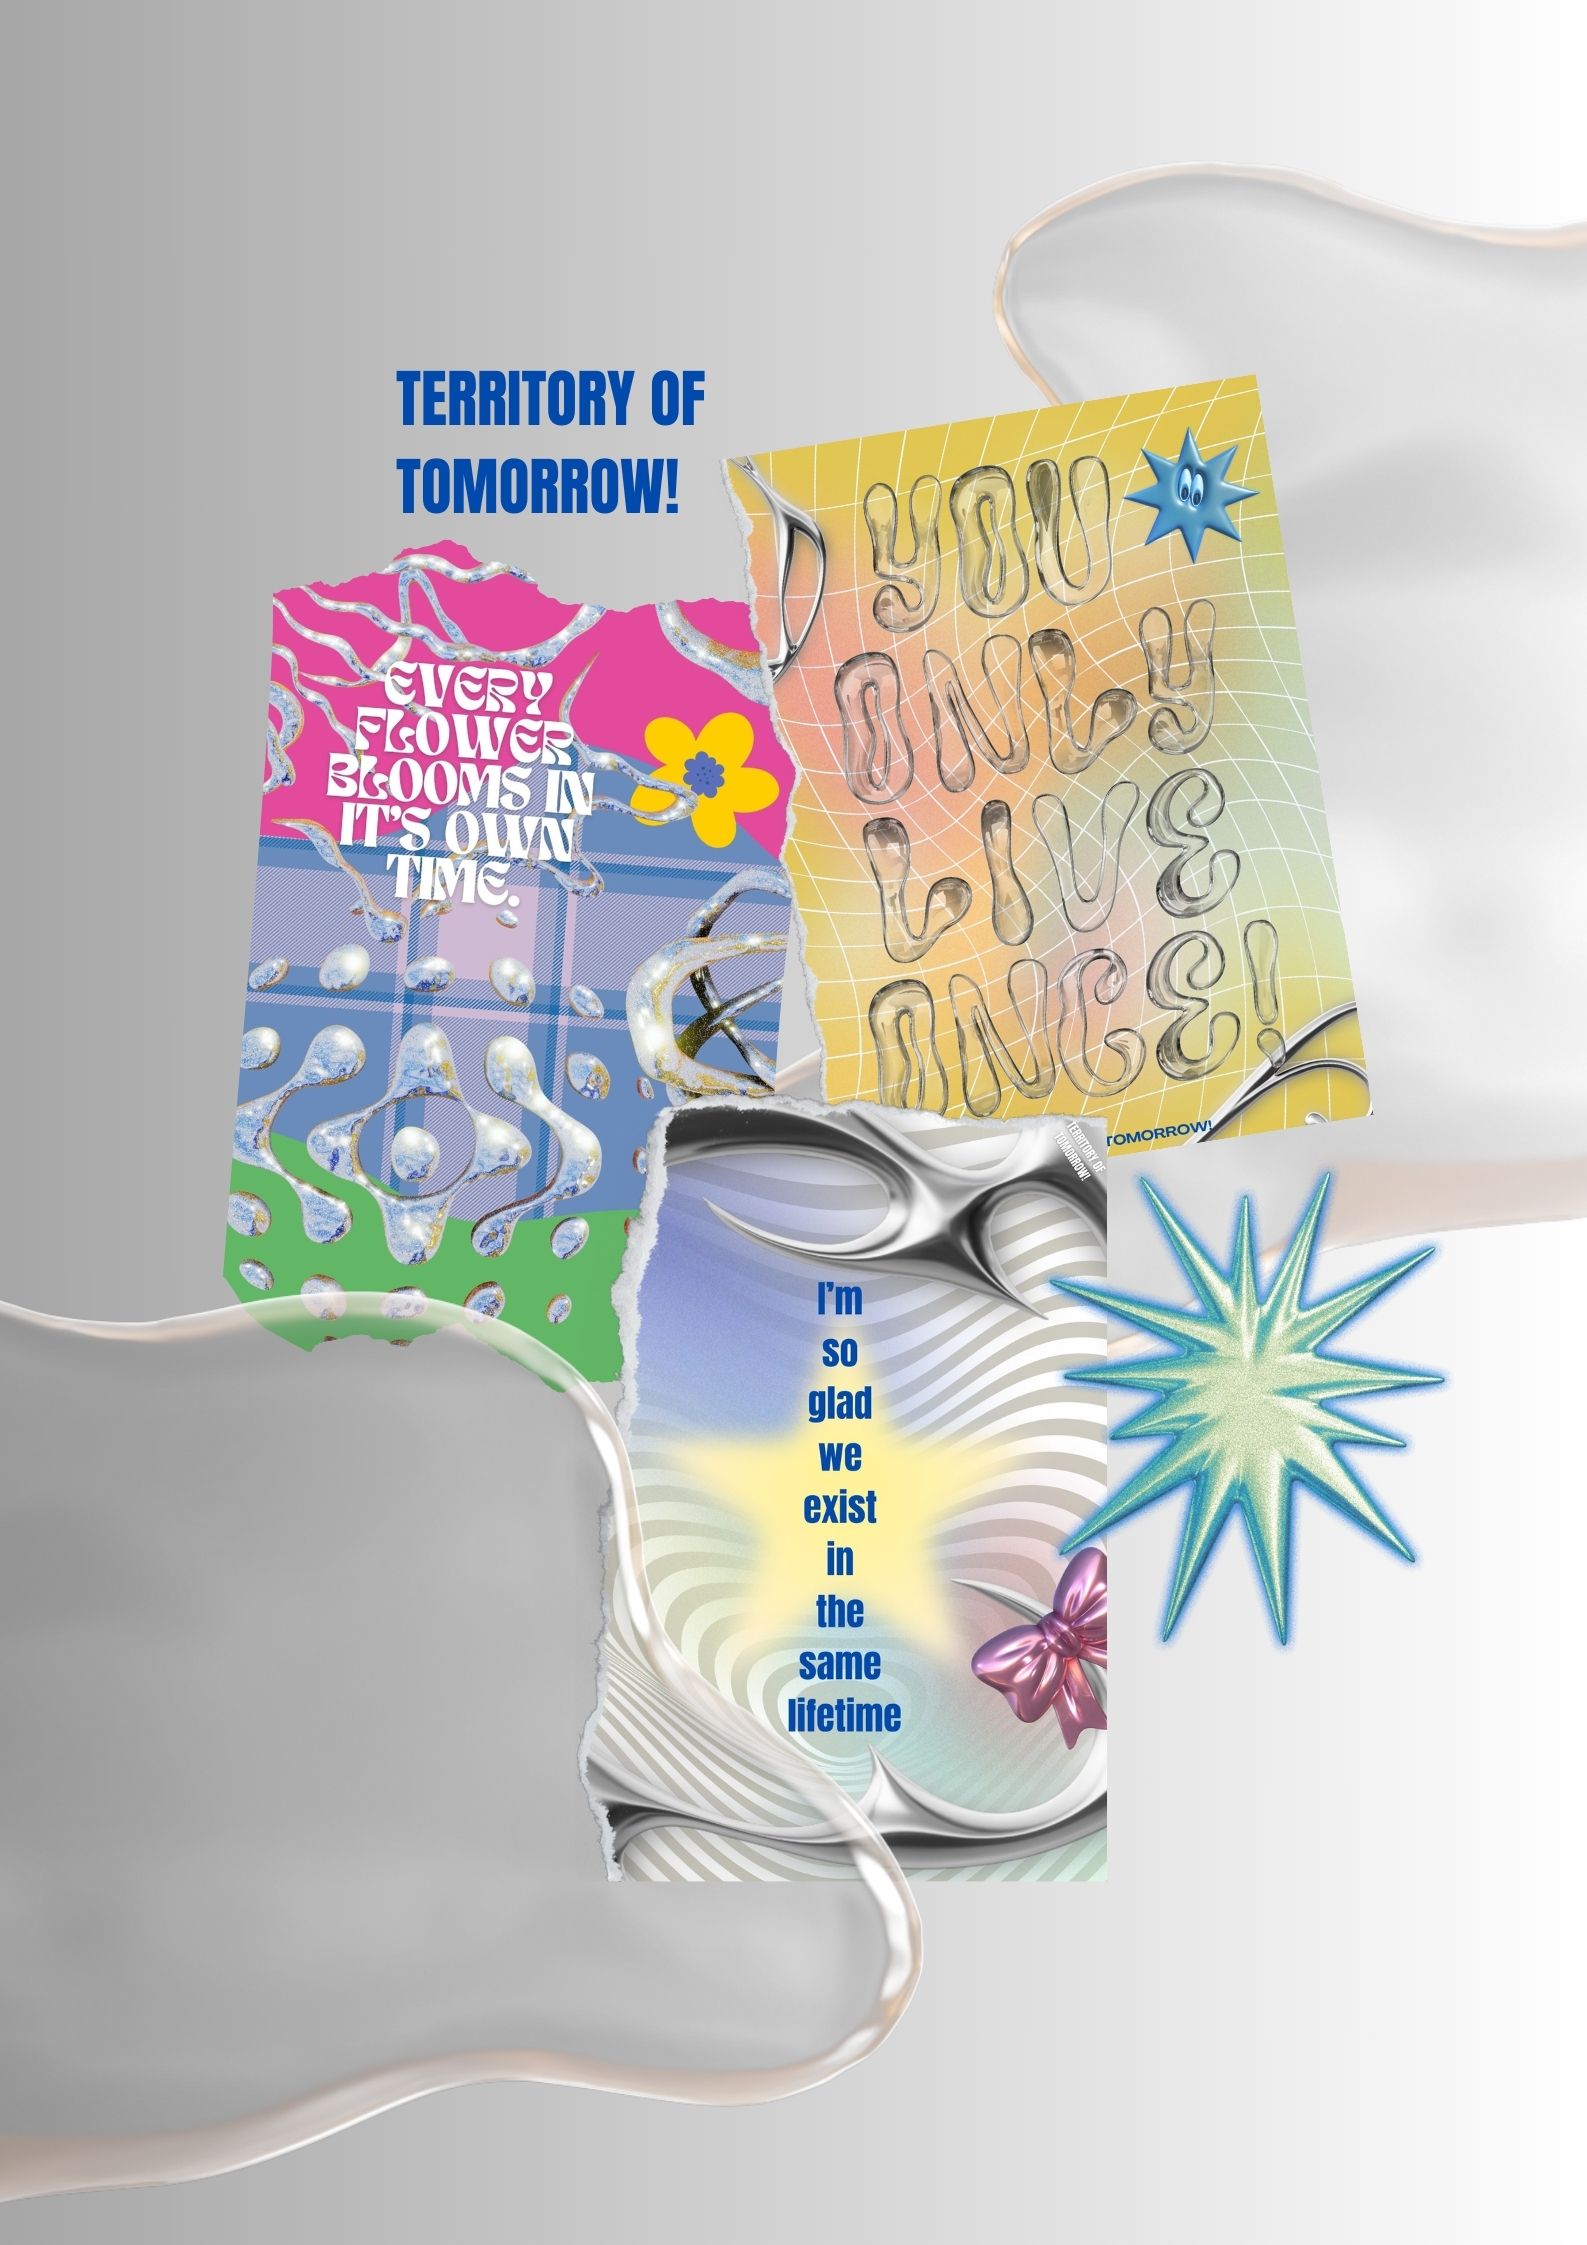 TERRITORY OF
TOMORROW!
EVERY
FLOWER
BLOOMS IN
IT'S OWN
TIME.
YOU
ONLY
LIVE
ONCE!
TOMORROW!
TERRITORY OF
TOMORROW!
I'm
so
glad
we
exist
in
the
same
lifetime